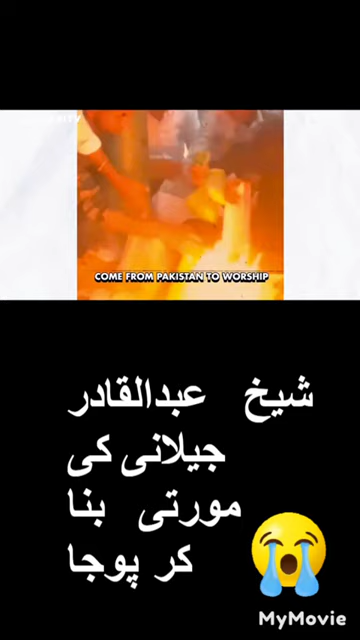 COME FROM PAKISTAN TO WORSHIP
شیخ عبدالقادر
جیلانی کی
مورتی بنا
کر پوجا
MyMovie